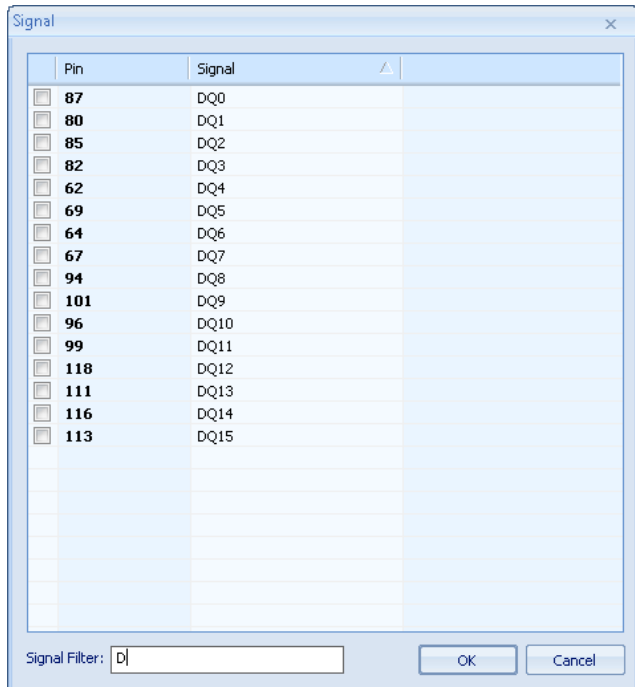 Signal
Pin Signal
87 DQ0
80 DQ1
85 DQ2
82 DQ3
62 DQ4
69 DQ5
64 DQ6
67 DQ7
94 DQ8
101 DQ9
96 DQ10
99 DQ11
118 DQ12
111 DQ13
116 DQ14
113 DQ15
Signal Filter: D OK Cancel